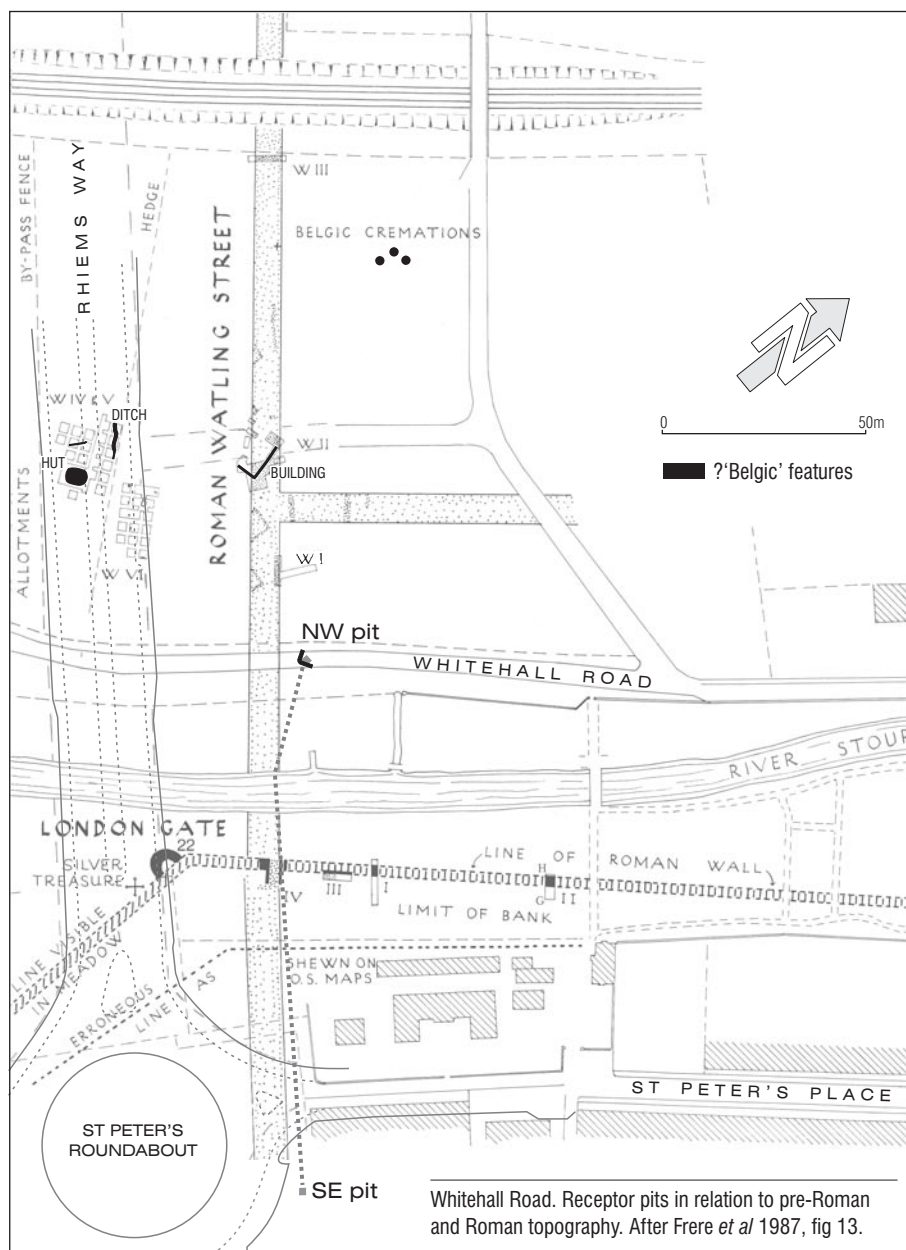 BY-PASS FENCE
RHIEMS WAY
HEDGE
ROMAN WATLING STREET
W III
BELGIC CREMATIONS
0 50m
?‘Belgic’ features
W IV & V
DITCH
HUT
W II
BUILDING
ALLOTMENTS
W VI
W I
NW pit
WHITEHALL ROAD
RIVER STOUR
LONDON GATE
22
SILVER
TREASURE
LINE OF ROMAN WALL
H
G
I
II
III
IV
LIMIT OF BANK
LINE VISIBLE
IN MEADOW
ERRONEOUS
LINE AS
SHEWN ON
O.S. MAPS
ST PETER'S PLACE
ST PETER'S
ROUNDABOUT
SE pit
Whitehall Road. Receptor pits in relation to pre-Roman
and Roman topography. After Frere et al 1987, fig 13.
N